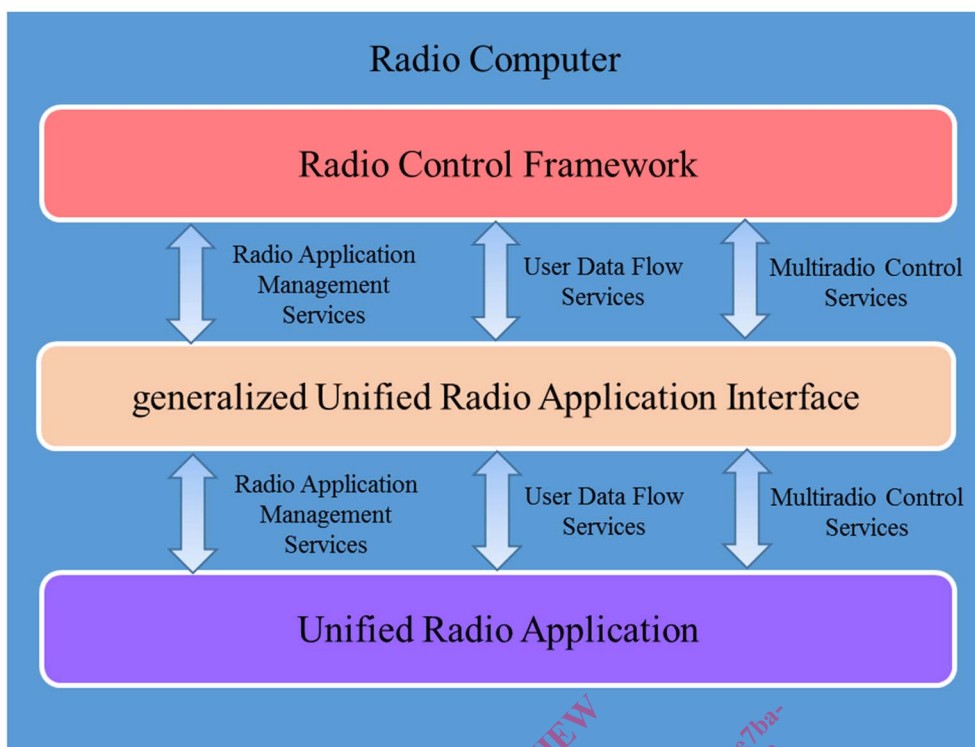 Radio Computer
Radio Control Framework
Radio Application
Management
Services
User Data Flow
Services
Multiradio Control
Services
generalized Unified Radio Application Interface
Radio Application
Management
Services
User Data Flow
Services
Multiradio Control
Services
Unified Radio Application